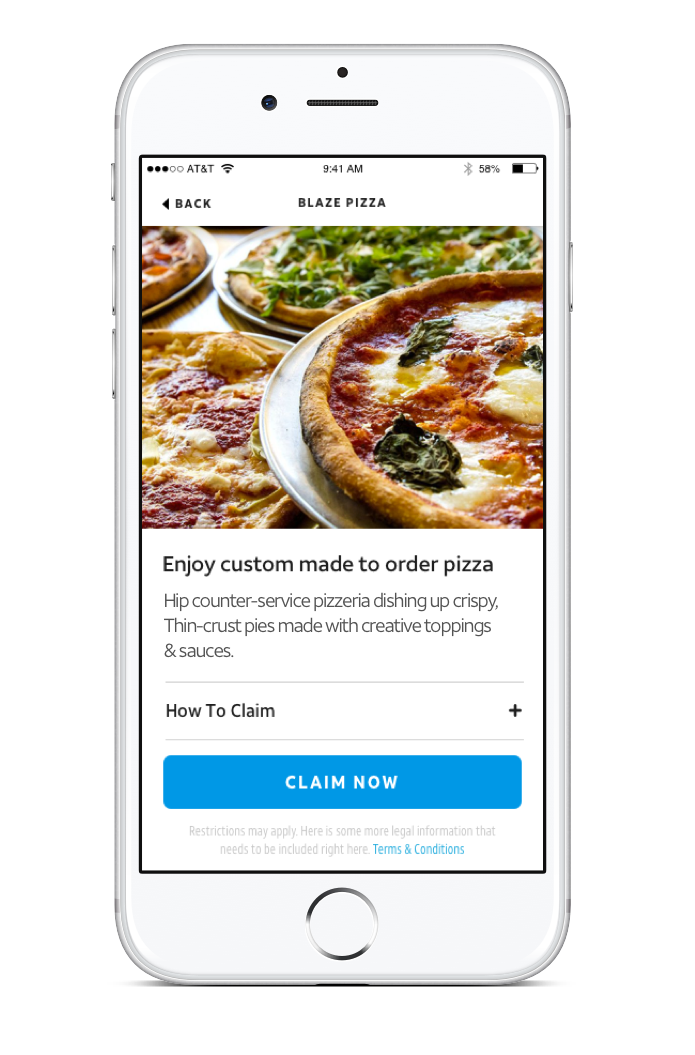 AT&T 9:41 AM 58%
BACK BLAZE PIZZA
Enjoy custom made to order pizza
Hip counter-service pizzeria dishing up crispy,
Thin-crust pies made with creative toppings
& sauces.
How To Claim +
CLAIM NOW
Restrictions may apply. Here is some more legal information that
needs to be included right here. Terms & Conditions